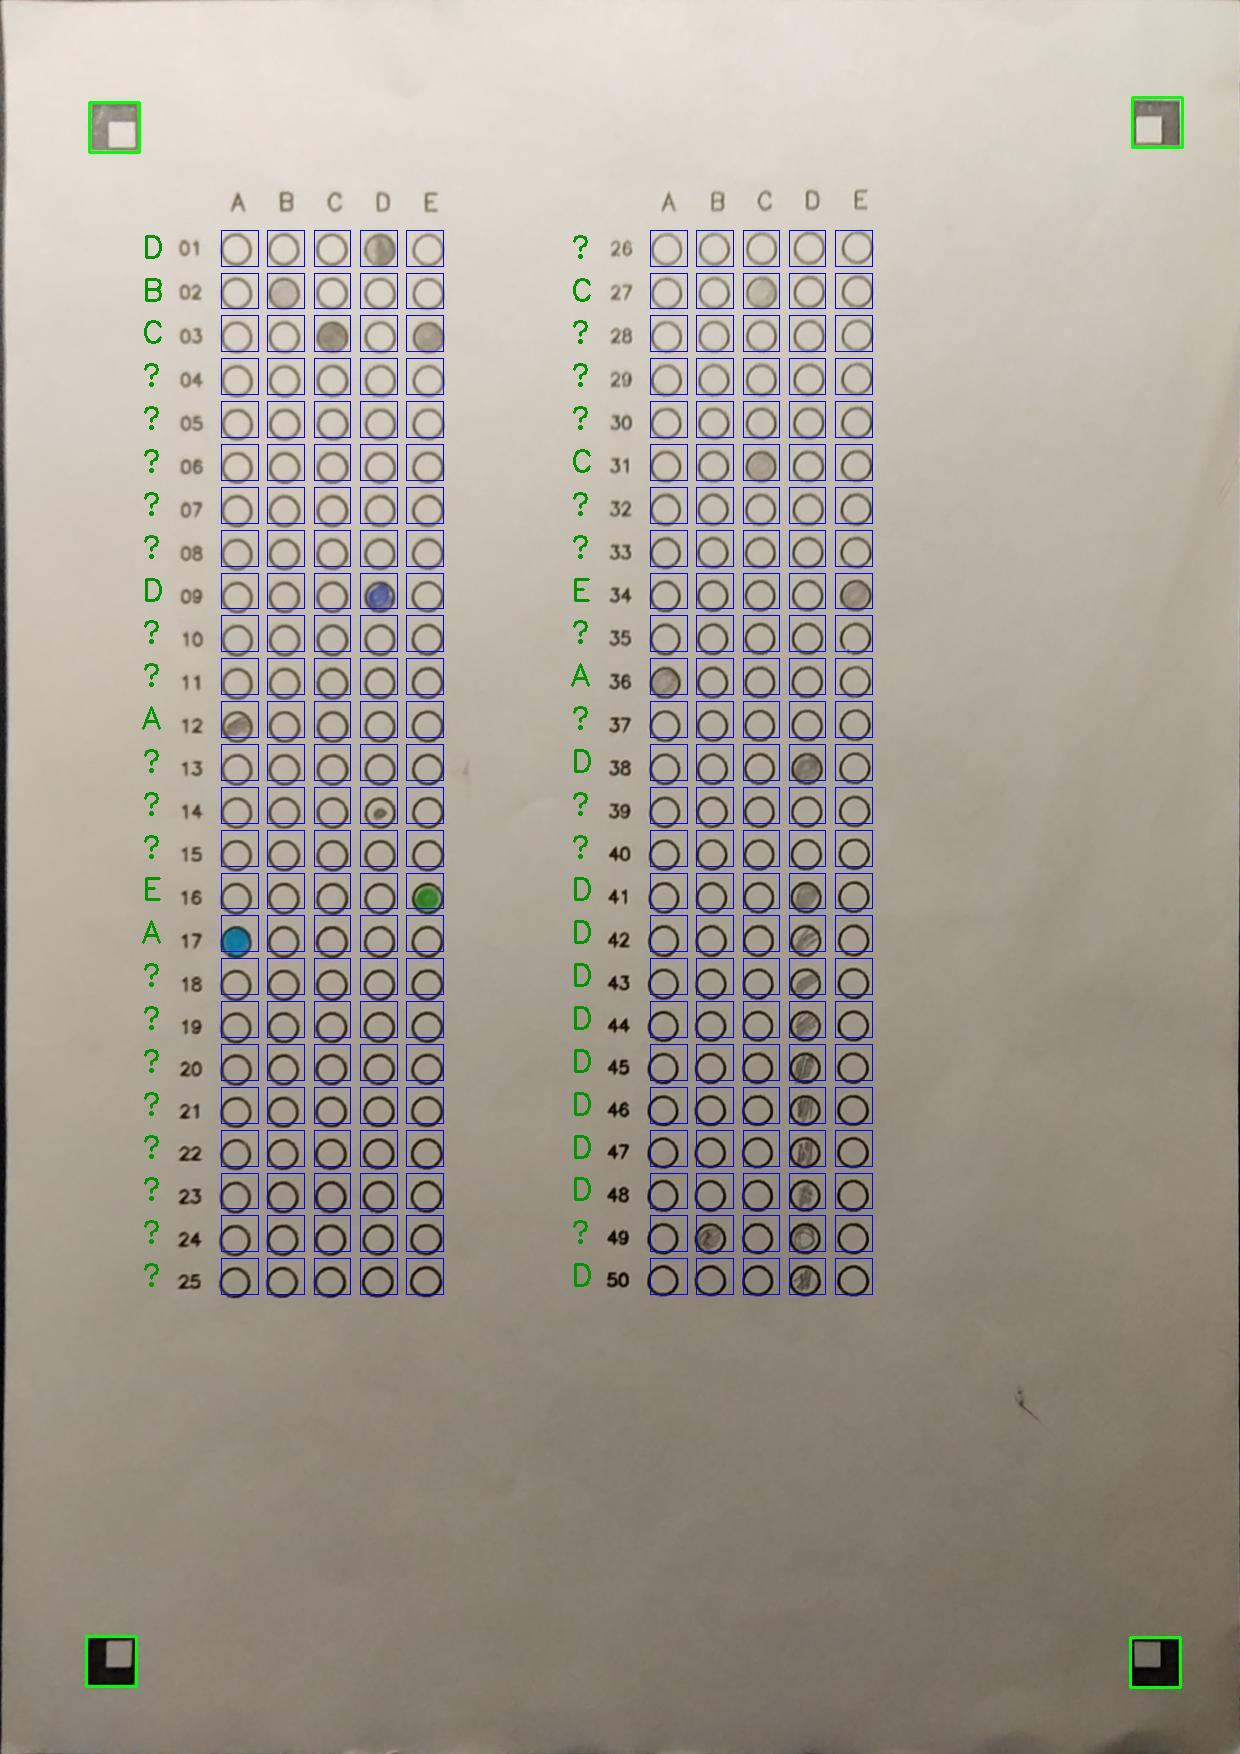 A B C D E
D 01
B 02
C 03
? 04
? 05
? 06
? 07
? 08
D 09
? 10
? 11
A 12
? 13
? 14
? 15
E 16
A 17
? 18
? 19
? 20
? 21
? 22
? 23
? 24
? 25
A B C D E
? 26
C 27
? 28
? 29
? 30
C 31
? 32
? 33
E 34
? 35
A 36
? 37
D 38
? 39
? 40
D 41
D 42
D 43
D 44
D 45
D 46
D 47
D 48
? 49
D 50